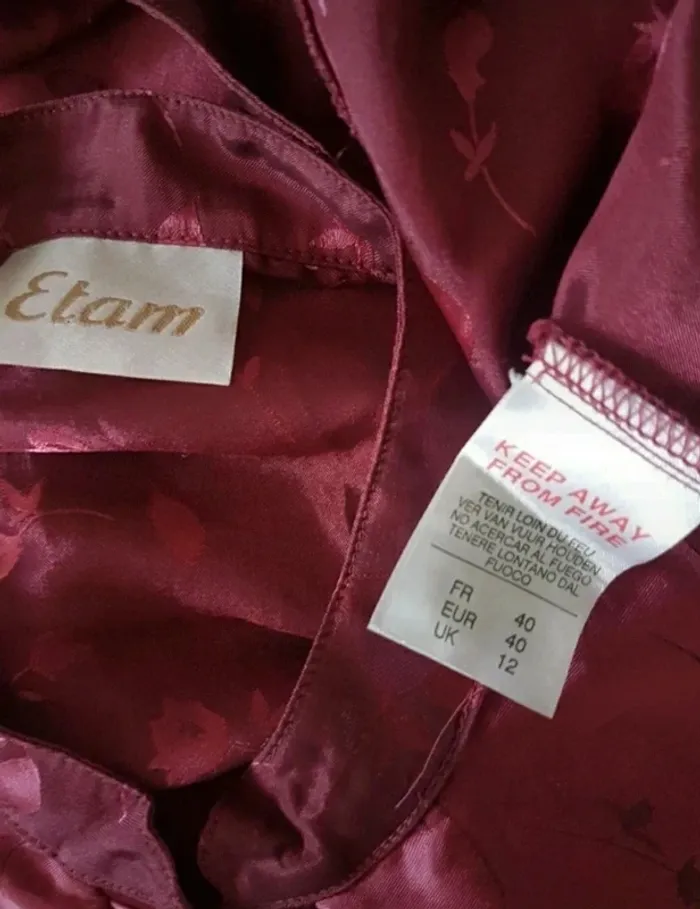 Etam
KEEP AWAY
FROM FIRE
TENIR LOIN DU FEU
VER VAN VUUR HOUDEN
NO ACERCAR AL FUEGO
TENERE LONTANO DAL
FUOCO
FR 40
EUR 40
UK 12